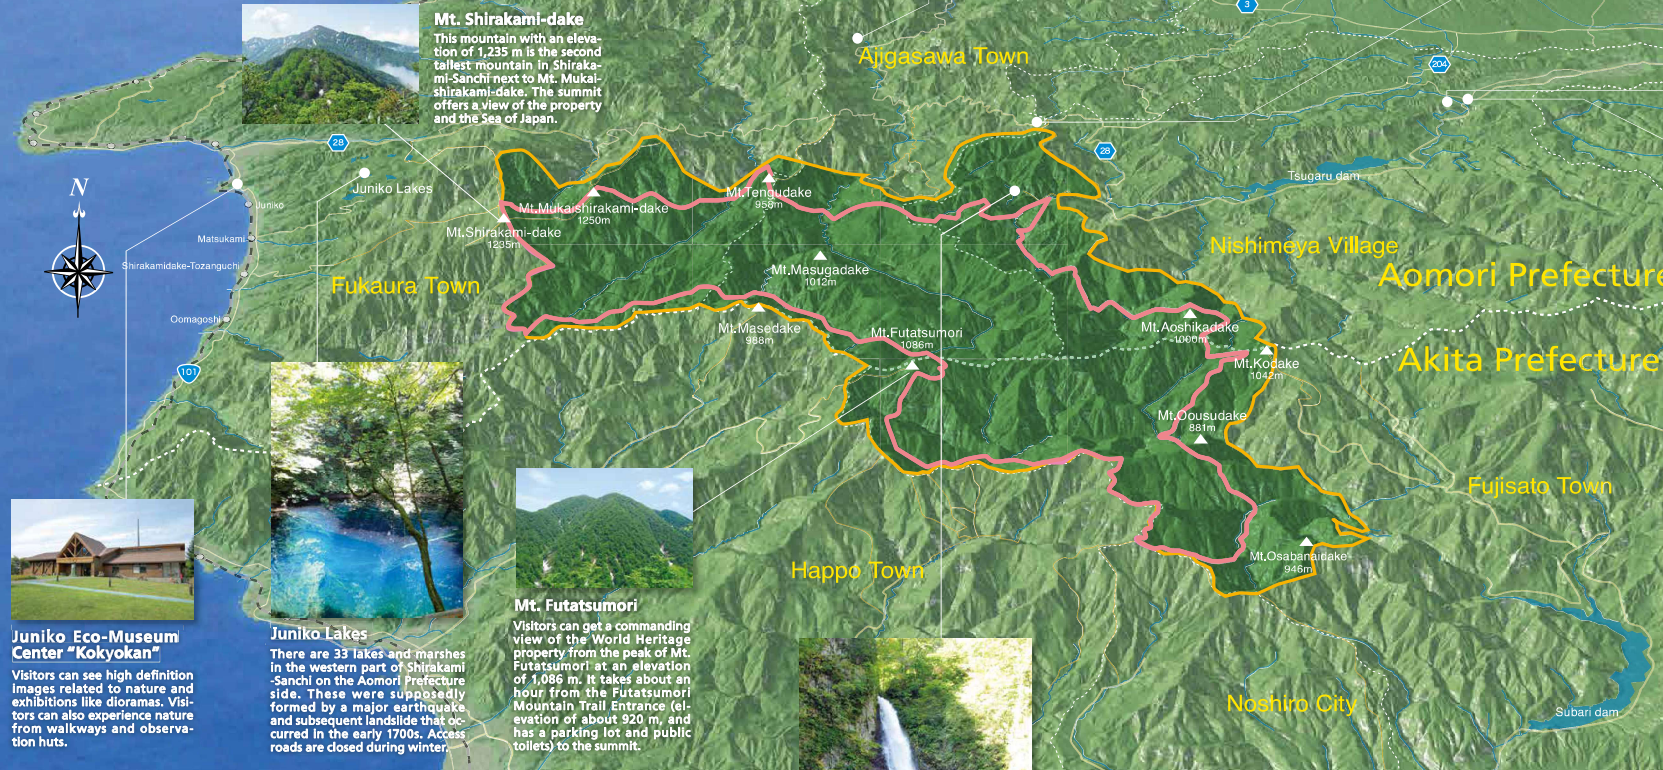 Mt. Shirakami-dake
This mountain with an eleva-
tion of 1,235 m is the second
tallest mountain in Shiraka-
mi-Sanchi next to Mt. Mukai-
shirakami-dake. The summit
offers a view of the property
and the Sea of Japan.
3
Ajigasawa Town
204
28
28
N
Juniko Lakes
Tsugaru dam
Juniko
Mt.Tengudake
958m
Mt.Mukaishirakami-dake
1250m
Matsukami
Mt.Shirakami-dake
1235m
Nishimeya Village
Shirakamidake-Tozanguchi
Mt.Masugadake
1012m
Aomori Prefecture
Fukaura Town
Oomagoshi
Mt.Masedake
988m
Mt.Futatsumori
1086m
Mt.Aoshikadake
1000m
Akita Prefecture
Mt.Kodake
1042m
101
Mt.Oousudake
881m
Fujisato Town
Mt.Osabanaidake
946m
Happo Town
Noshiro City
Subari dam
Juniko Eco-Museum
Center “Kokyokan”
Visitors can see high definition
images related to nature and
exhibitions like dioramas. Visi-
tors can also experience nature
from walkways and observa-
tion huts.
Juniko Lakes
There are 33 lakes and marshes
in the western part of Shirakami
-Sanchi on the Aomori Prefecture
side. These were supposedly
formed by a major earthquake
and subsequent landslide that oc-
curred in the early 1700s. Access
roads are closed during winter.
Mt. Futatsumori
Visitors can get a commanding
view of the World Heritage
property from the peak of Mt.
Futatsumori at an elevation
of 1,086 m. It takes about an
hour from the Futatsumori
Mountain Trail Entrance (el-
evation of about 920 m, and
has a parking lot and public
toilets) to the summit.